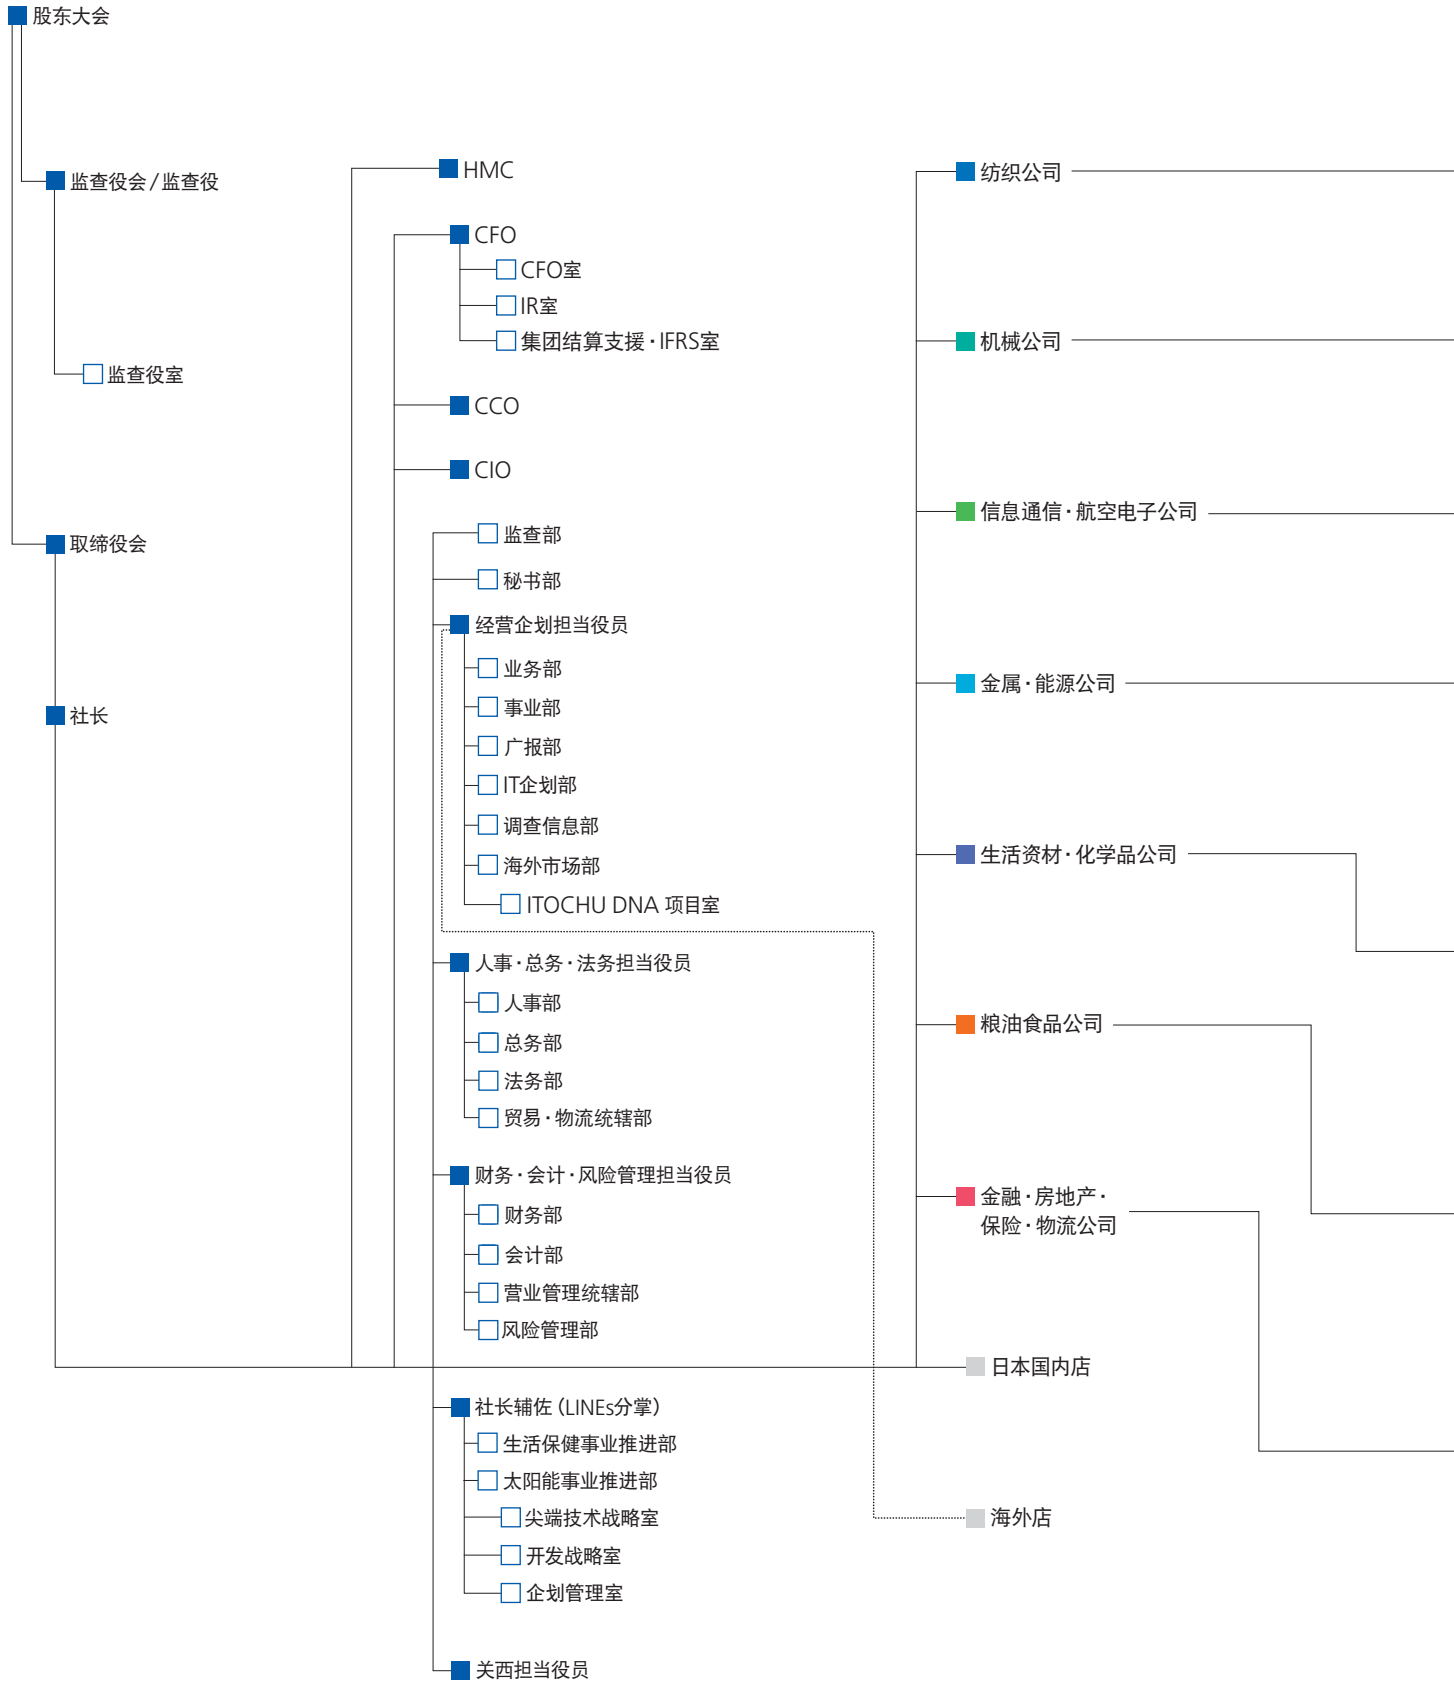 股东大会
监查役会/监查役
监查役室
取缔役会
社长
HMC
CFO
CFO室
IR室
集团结算支援·IFRS室
CCO
CIO
监查部
秘书部
经营企划担当役员
业务部
事业部
广报部
IT企划部
调查信息部
海外市场部
ITOCHU DNA 项目室
人事·总务·法务担当役员
人事部
总务部
法务部
贸易·物流统辖部
财务·会计·风险管理担当役员
财务部
会计部
营业管理统辖部
风险管理部
社长辅佐（LINEs分掌）
生活保健事业推进部
太阳能事业推进部
尖端技术战略室
开发战略室
企划管理室
关西担当役员
纺织公司
机械公司
信息通信·航空电子公司
金属·能源公司
生活资材·化学品公司
粮油食品公司
金融·房地产·
保险·物流公司
日本国内店
海外店